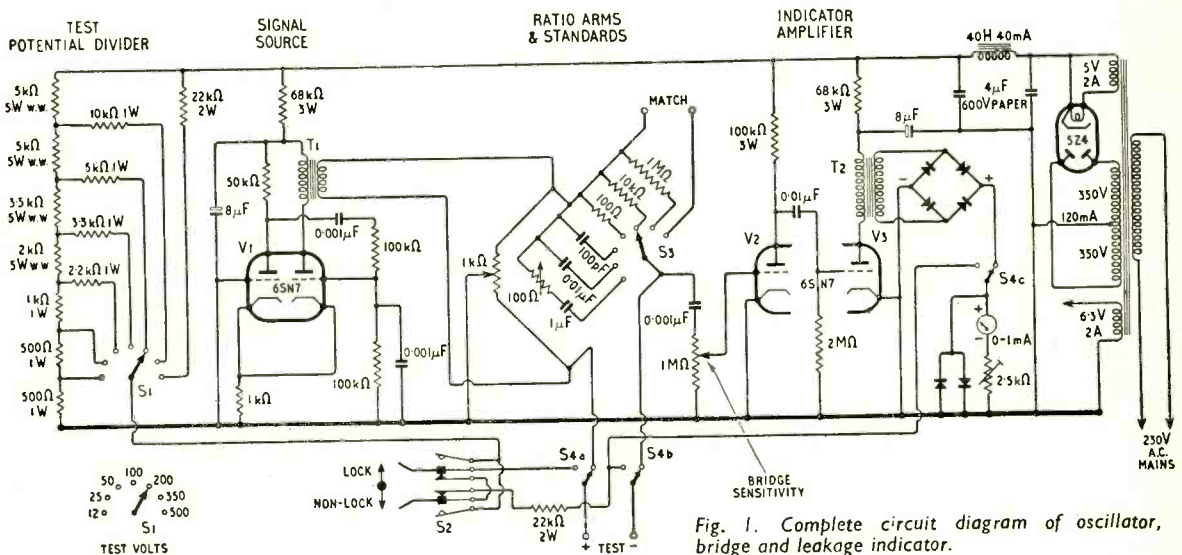 TEST
POTENTIAL DIVIDER
SIGNAL
SOURCE
RATIO ARMS
& STANDARDS
INDICATOR
AMPLIFIER
5kΩ
5W w.w.
10kΩ 1W
5kΩ
5W w.w.
5kΩ 1W
3·5kΩ
5W w.w.
3·3kΩ 1W
2kΩ
5W w.w
2·2kΩ 1W
1kΩ
1W
500Ω
1W
500Ω
1W
S1
22kΩ
2W
68kΩ
3W
T1
50kΩ
8μF
0·001μF
V1
6SN7
100kΩ
100kΩ
0·001μF
1kΩ
MATCH
1MΩ
10kΩ
100Ω
S3
1kΩ
100Ω
100pF
0·01μF
1μF
0·001μF
1MΩ
BRIDGE
SENSITIVITY
100kΩ
3W
68kΩ
3W
0·01μF
V2
6SN7
V3
2MΩ
8μF
T2
40H 40mA
4μF
600V PAPER
5V
2A
5Z4
350V
120mA
350V
6·3V
2A
S4c
0-1mA
2·5kΩ
+
-
+
-
230V
A.C.
MAINS
LOCK
NON-LOCK
S2
22kΩ
2W
S4a
S4b
+ TEST -
12
25
50
100
200
350
500
S1
TEST VOLTS
Fig. 1. Complete circuit diagram of oscillator,
bridge and leakage indicator.